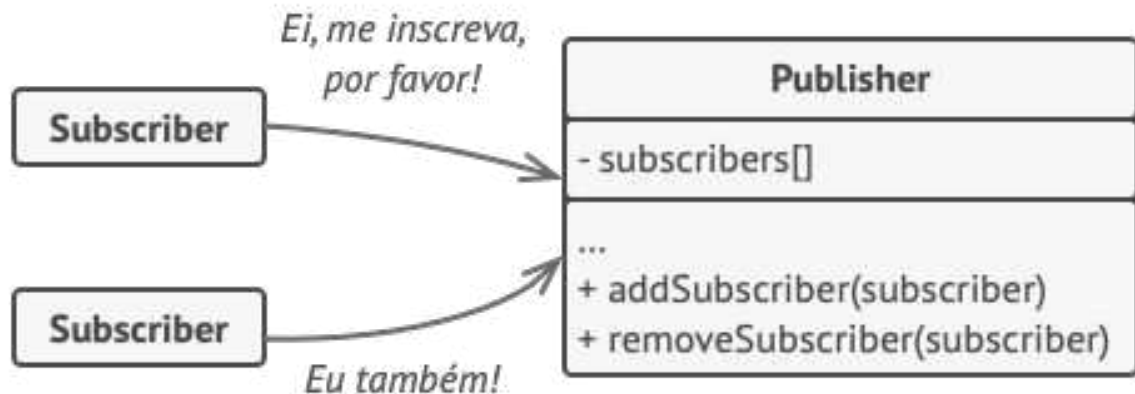 Ei, me inscreva,
por favor!
Subscriber
Publisher
- subscribers[]
...
+ addSubscriber(subscriber)
+ removeSubscriber(subscriber)
Subscriber
Eu também!